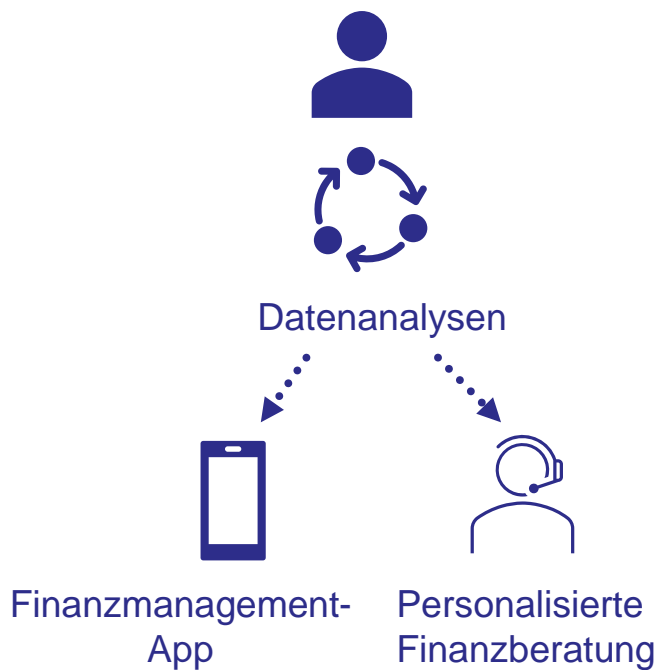 Datenanalysen
Finanzmanagement-
App
Personalisierte
Finanzberatung